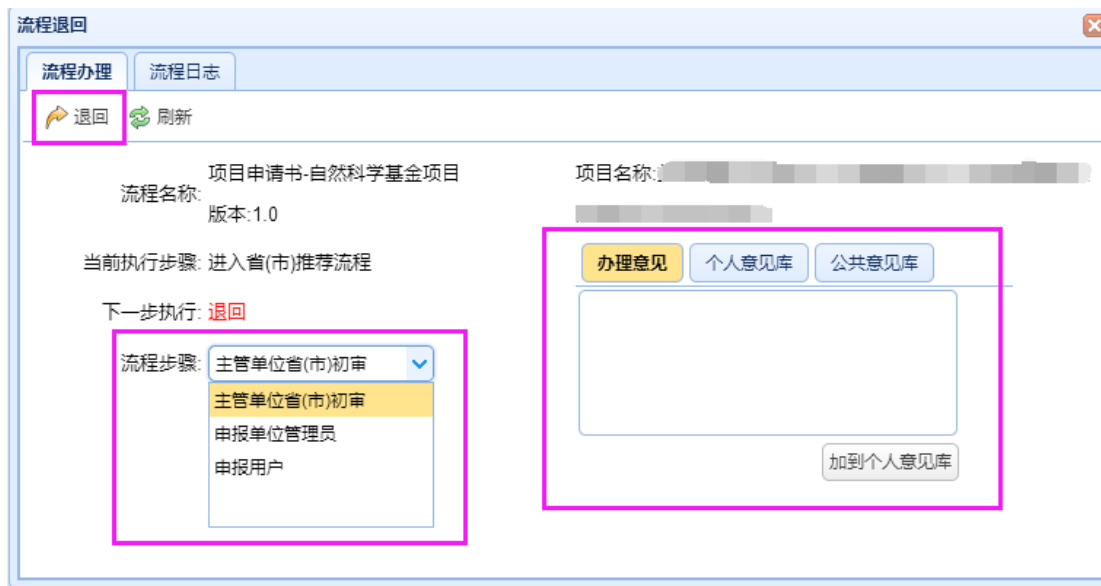 流程退回
流程办理 流程日志
退回 刷新
流程名称: 项目申请书-自然科学基金项目
版本:1.0
项目名称:
当前执行步骤: 进入省(市)推荐流程
下一步执行: 退回
流程步骤: 主管单位省(市)初审
主管单位省(市)初审
申报单位管理员
申报用户
办理意见 个人意见库 公共意见库
加到个人意见库